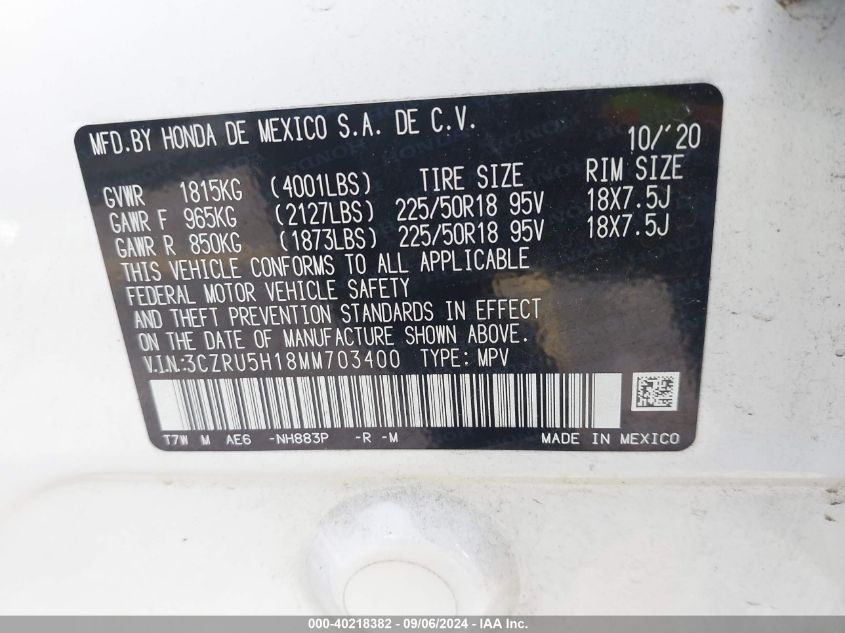 MFD.BY HONDA DE MEXICO S.A. DE C.V. 10/'20
GVWR 1815KG (4001LBS) TIRE SIZE RIM SIZE
GAWR F 965KG (2127LBS) 225/50R18 95V 18X7.5J
GAWR R 850KG (1873LBS) 225/50R18 95V 18X7.5J
THIS VEHICLE CONFORMS TO ALL APPLICABLE
FEDERAL MOTOR VEHICLE SAFETY
AND THEFT PREVENTION STANDARDS IN EFFECT
ON THE DATE OF MANUFACTURE SHOWN ABOVE.
V.I.N:3CZRU5H18MM703400 TYPE: MPV
T7W M AE6 -NH883P -R -M MADE IN MEXICO
000-40218382 - 09/06/2024 - IAA Inc.